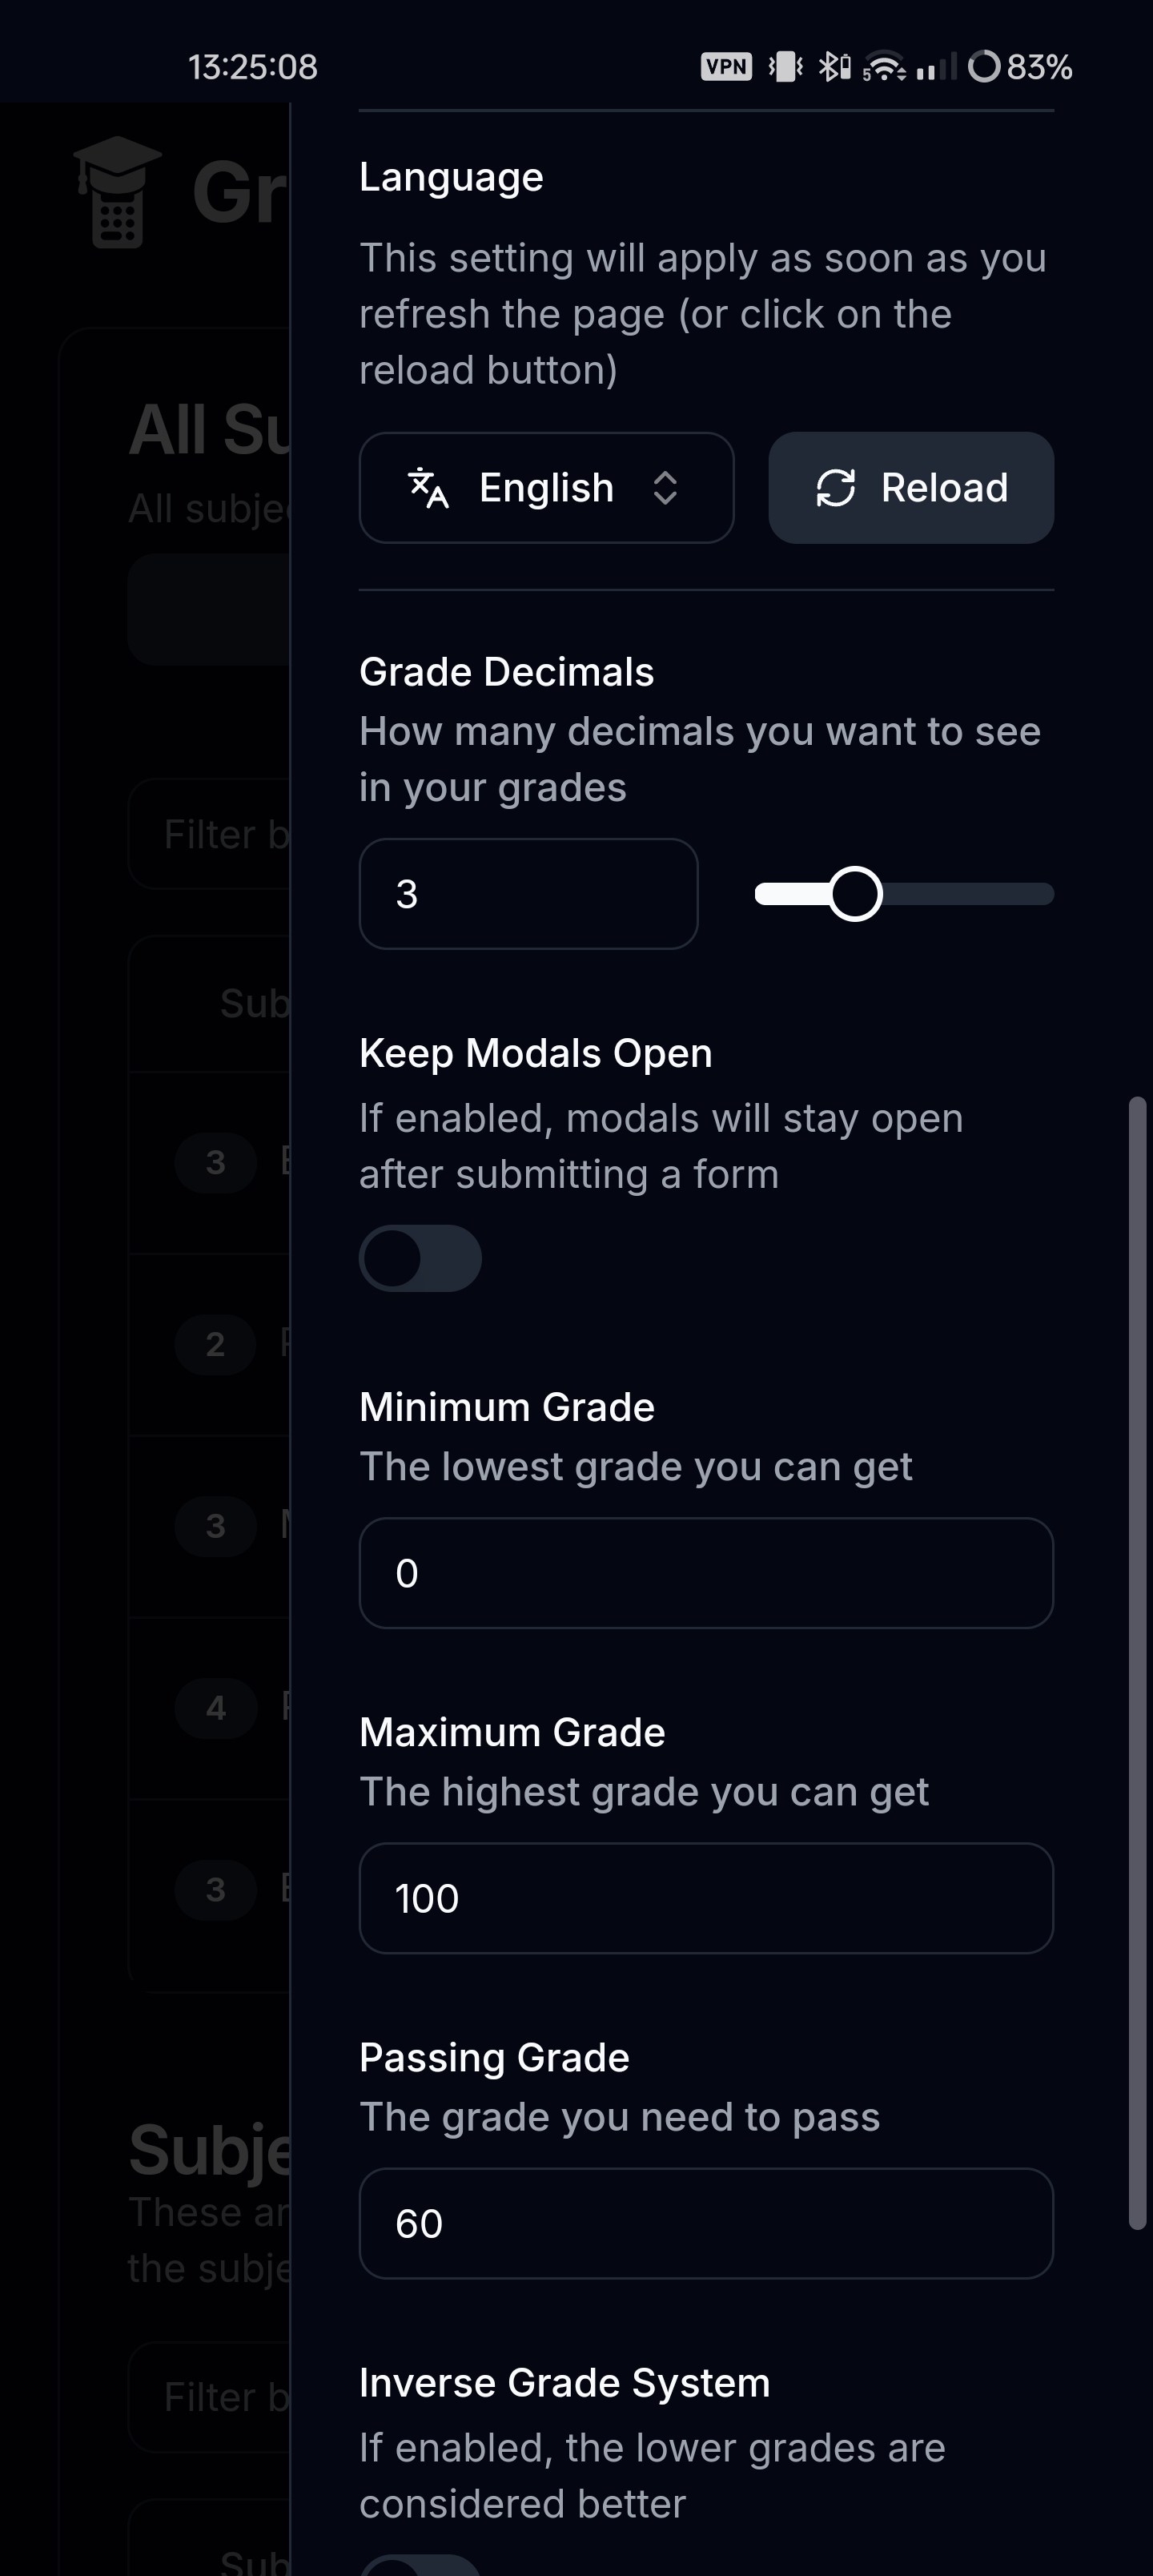 13:25:08
VPN
5
83%
Gr
All Su
All subje
Filter b
Sub
3
2
3
4
3
Subje
These ar
the subje
Filter b
Sub
Language
This setting will apply as soon as you
refresh the page (or click on the
reload button)
English
Reload
Grade Decimals
How many decimals you want to see
in your grades
3
Keep Modals Open
If enabled, modals will stay open
after submitting a form
Minimum Grade
The lowest grade you can get
0
Maximum Grade
The highest grade you can get
100
Passing Grade
The grade you need to pass
60
Inverse Grade System
If enabled, the lower grades are
considered better